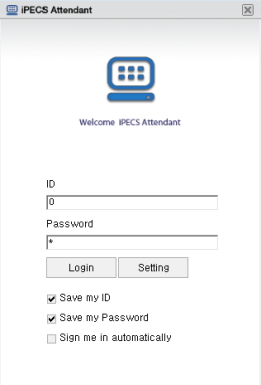 iPECS Attendant
Welcome iPECS Attendant
ID
0
Password
*
Login Setting
Save my ID
Save my Password
Sign me in automatically